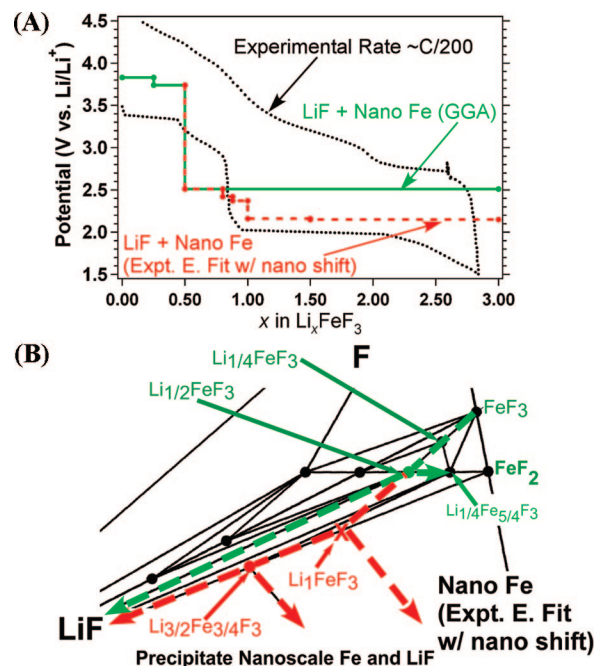 (A)
4.5
4.0
3.5
3.0
2.5
2.0
1.5
Potential (V vs. Li/Li+)
Experimental Rate ~C/200
LiF + Nano Fe (GGA)
LiF + Nano Fe
(Expt. E. Fit w/ nano shift)
0.00 0.50 1.00 1.50 2.00 2.50 3.00
x in LixFeF3
(B)
F
Li1/4FeF3
Li1/2FeF3
FeF3
FeF2
Li1/4Fe5/4F3
Li1FeF3
LiF
Li3/2Fe3/4F3
Nano Fe
(Expt. E. Fit
w/ nano shift)
Precipitate Nanoscale Fe and LiF